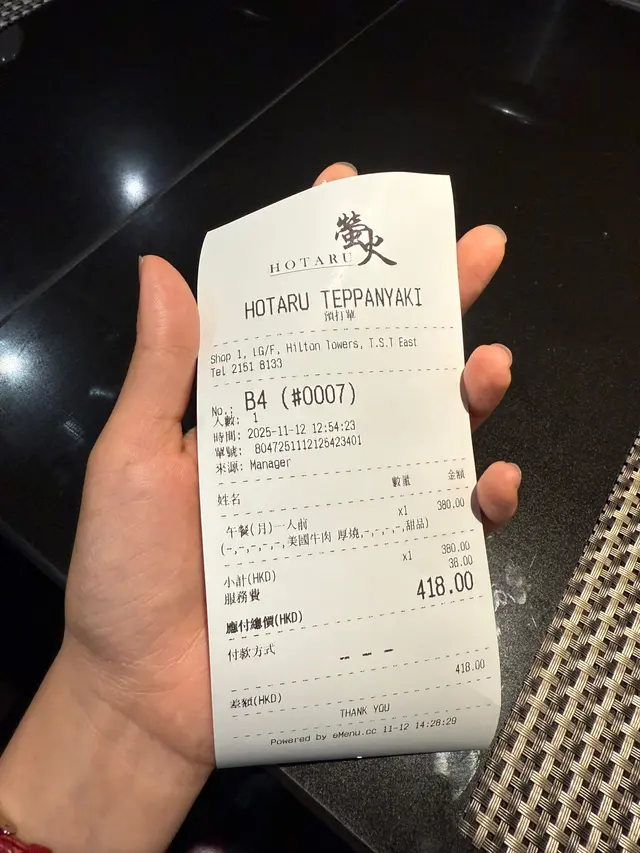 螢火
HOTARU
HOTARU TEPPANYAKI
預打單
Shop 1, LG/F, Hilton Towers, T.S.T East
Tel 2151 8133
No.: B4 (#0007)
人數: 1
時間: 2025-11-12 12:54:23
單號: 8047251112125423401
來源: Manager
姓名 數量 金額
午餐(月)一人前 x1 380.00
(-,-,-,-,-,美國牛肉 厚燒,-,-,-,-,甜品)
小計(HKD) x1 380.00
服務費 38.00
應付總價(HKD) 418.00
付款方式 - - -
差額(HKD) 418.00
THANK YOU
Powered by eMenu.cc 11-12 14:28:29